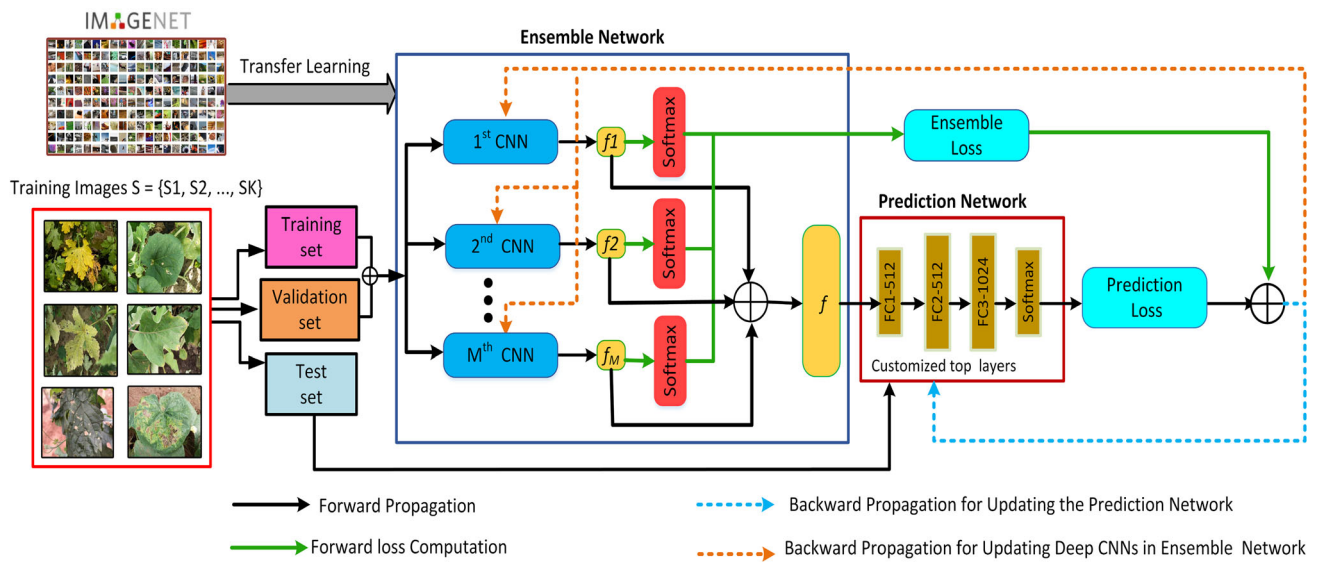 IMAGENET
Ensemble Network
Transfer Learning
1st CNN
f1
Softmax
Ensemble
Loss
Training Images S = {S1, S2, ..., SK}
Training
set
Validation
set
Test
set
2nd CNN
f2
Softmax
Mth CNN
fM
Softmax
f
Prediction Network
FC1-512
FC2-512
FC3-1024
Softmax
Customized top layers
Prediction
Loss
Forward Propagation
Forward loss Computation
Backward Propagation for Updating the Prediction Network
Backward Propagation for Updating Deep CNNs in Ensemble Network